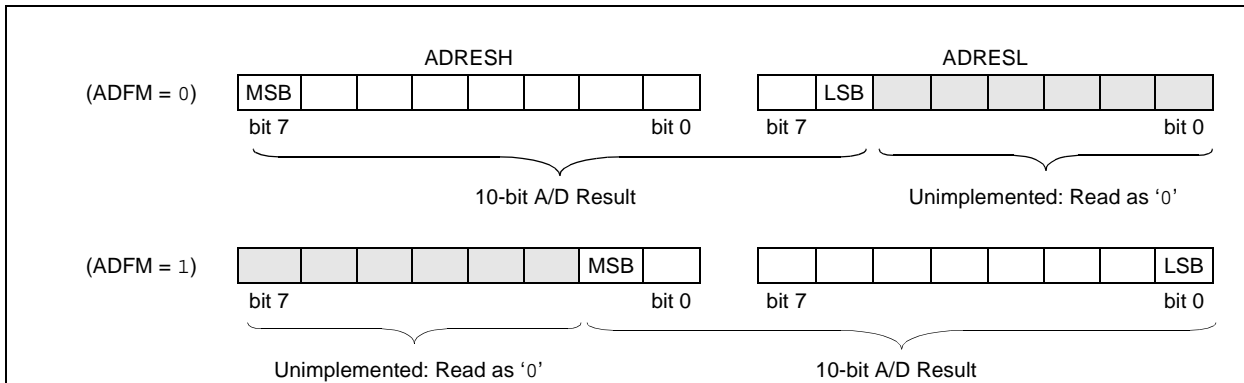 ADRESH ADRESL
(ADFM = 0) MSB LSB
bit 7 bit 0 bit 7 bit 0
10-bit A/D Result Unimplemented: Read as ‘0’
(ADFM = 1) MSB LSB
bit 7 bit 0 bit 7 bit 0
Unimplemented: Read as ‘0’ 10-bit A/D Result